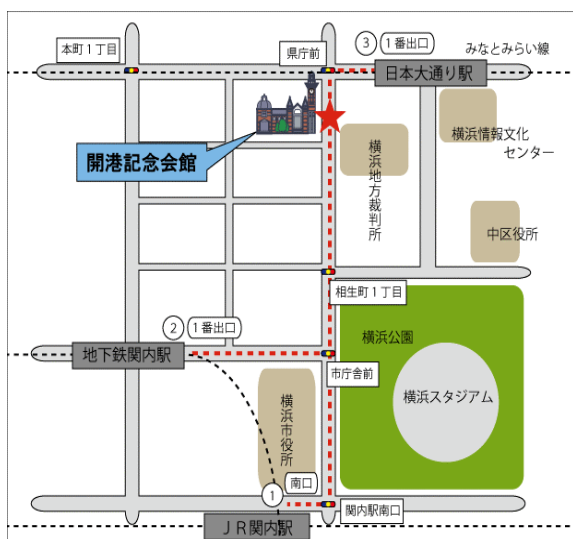 本町1丁目
県庁前
③ 1番出口
みなとみらい線
日本大通り駅
横浜情報文化
センター
開港記念会館
横浜地方裁判所
中区役所
相生町1丁目
② 1番出口
地下鉄関内駅
横浜公園
市庁舎前
横浜スタジアム
横浜市役所
① 南口
関内駅南口
JR関内駅